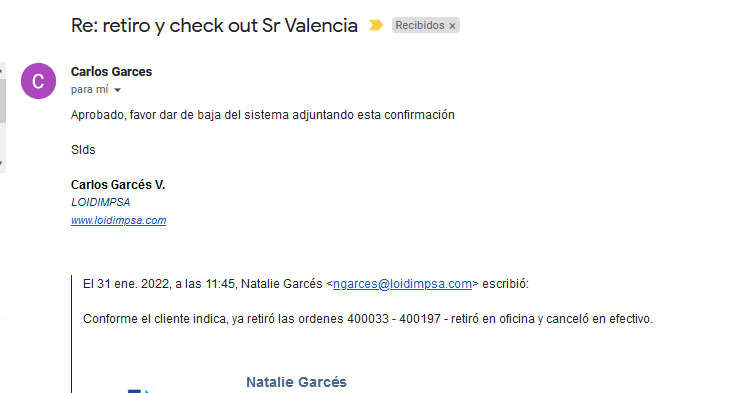 Re: retiro y check out Sr Valencia
Recibidos x
C
Carlos Garces
para mí
Aprobado, favor dar de baja del sistema adjuntando esta confirmación
Slds
Carlos Garcés V.
LOIDIMPSA
www.loidimpsa.com
El 31 ene. 2022, a las 11:45, Natalie Garcés <ngarces@loidimpsa.com> escribió:
Conforme el cliente indica, ya retiró las ordenes 400033 - 400197 - retiró en oficina y canceló en efectivo.
Natalie Garcés